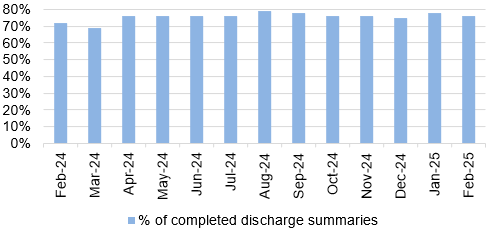 80%
70%
60%
50%
40%
30%
20%
10%
0%
Feb-24
Mar-24
Apr-24
May-24
Jun-24
Jul-24
Aug-24
Sep-24
Oct-24
Nov-24
Dec-24
Jan-25
Feb-25
% of completed discharge summaries